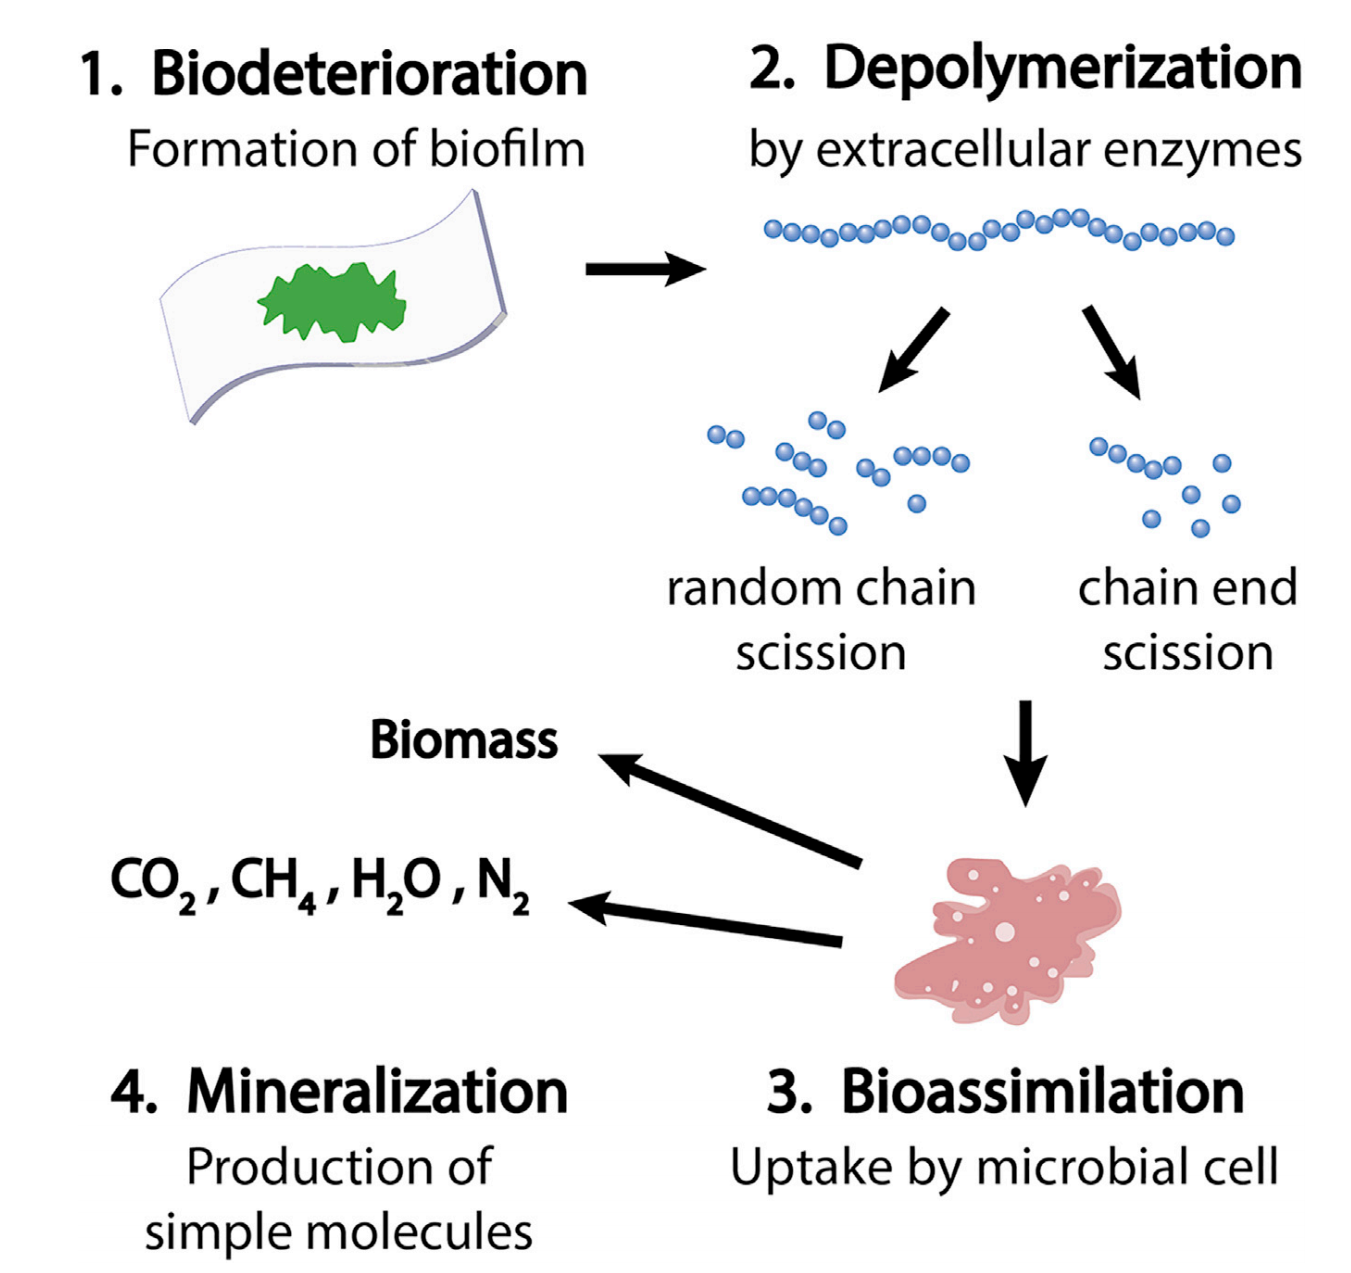 1. Biodeterioration
Formation of biofilm
2. Depolymerization
by extracellular enzymes
random chain
scission
chain end
scission
Biomass
CO₂ , CH₄ , H₂O , N₂
4. Mineralization
Production of
simple molecules
3. Bioassimilation
Uptake by microbial cell